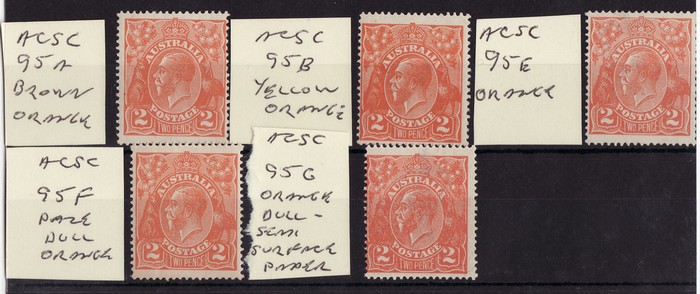 ACSC
95A
BROWN
ORANGE
AUSTRALIA
POSTAGE
2 TWO PENCE 2
ACSC
95B
YELLOW
ORANGE
AUSTRALIA
POSTAGE
2 TWO PENCE 2
ACSC
95E
ORANGE
AUSTRALIA
POSTAGE
2 TWO PENCE 2
ACSC
95F
PALE
DULL
ORANGE
AUSTRALIA
POSTAGE
2 TWO PENCE 2
ACSC
95G
ORANGE
DULL-
SEMI
SURFACE
PAPER
AUSTRALIA
POSTAGE
2 TWO PENCE 2